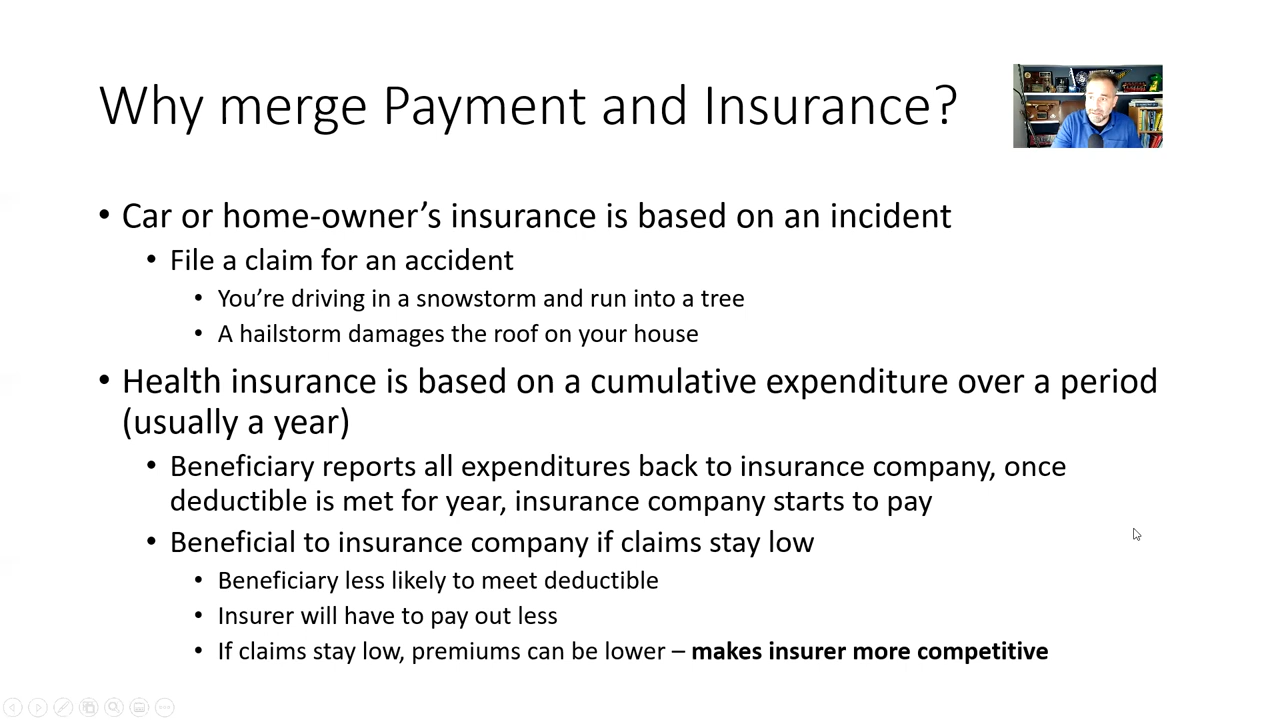 Why merge Payment and Insurance?
• Car or home-owner’s insurance is based on an incident
• File a claim for an accident
• You’re driving in a snowstorm and run into a tree
• A hailstorm damages the roof on your house
• Health insurance is based on a cumulative expenditure over a period
(usually a year)
• Beneficiary reports all expenditures back to insurance company, once
deductible is met for year, insurance company starts to pay
• Beneficial to insurance company if claims stay low
• Beneficiary less likely to meet deductible
• Insurer will have to pay out less
• If claims stay low, premiums can be lower – makes insurer more competitive